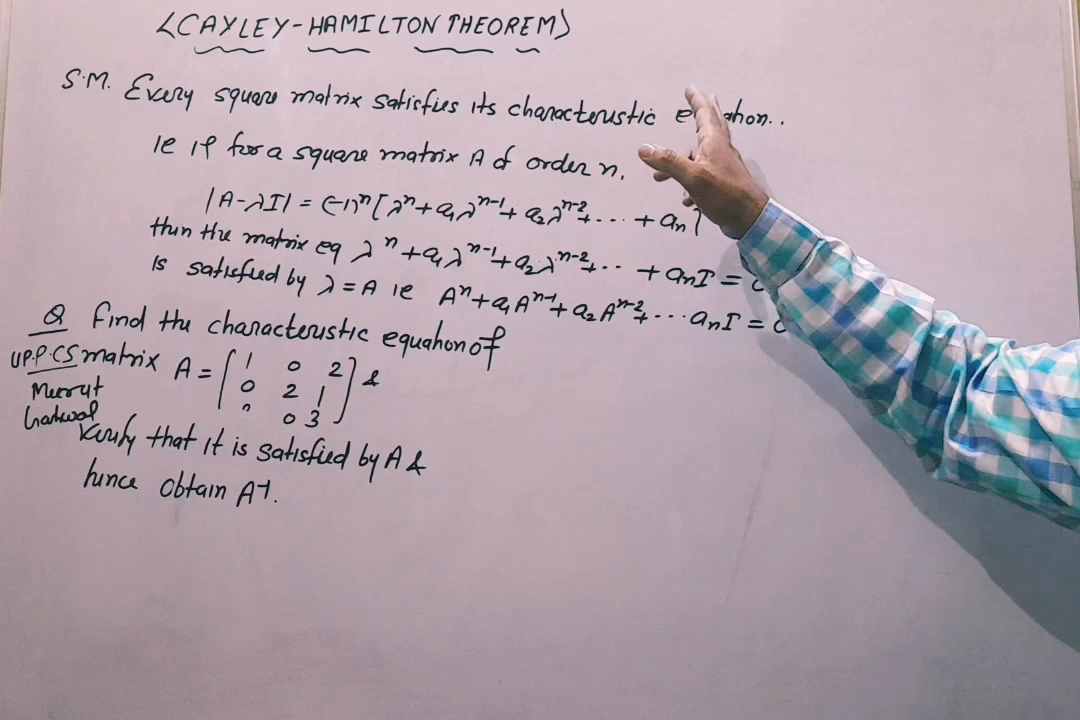 <CAYLEY-HAMILTON THEOREM>
S.M. Every square matrix satisfies its characteristic equation..
ie if for a square matrix A of order n.
|A-λI| = (-1)ⁿ[λⁿ+a₁λⁿ⁻¹+a₂λⁿ⁻²+...+aₙ]
then the matrix eq λⁿ+a₁λⁿ⁻¹+a₂λⁿ⁻²+.. +aₙI = 0
is satisfied by λ=A ie Aⁿ+a₁Aⁿ⁻¹+a₂Aⁿ⁻²+...aₙI = 0
Q find the characteristic equation of
U.P.P.CS matrix A = [1 0 2
0 2 1
0 0 3] &
Meerut
Garhwal
Verify that it is satisfied by A &
hence obtain A⁻¹.